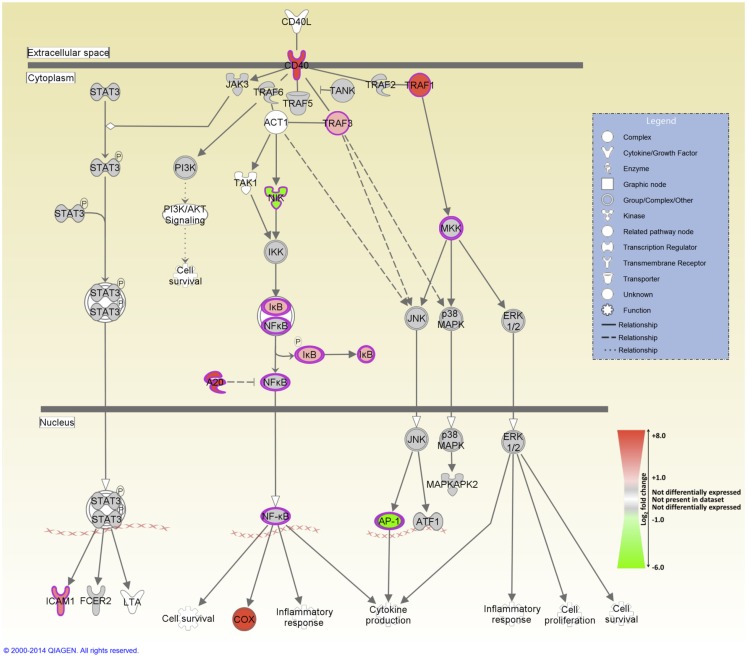 CD40L
Extracellular space
CD40
Cytoplasm
JAK3
TRAF6
TRAF5
TANK
TRAF2
TRAF1
STAT3
ACT1
TRAF3
P
STAT3
PI3K
TAK1
NIK
P
STAT3
PI3K/AKT
Signaling
MKK
IKK
Cell
survival
STAT3
P
STAT3
P
IκB
NFκB
JNK
p38
MAPK
ERK
1/2
P
IκB
IκB
A20
NFκB
Nucleus
JNK
p38
MAPK
ERK
1/2
MAPKAPK2
STAT3
P
STAT3
P
NF-κB
AP-1
ATF1
ICAM1
FCER2
LTA
Cell survival
COX
Inflammatory
response
Cytokine
production
Inflammatory
response
Cell
proliferation
Cell
survival
Legend
Complex
Cytokine/Growth Factor
Enzyme
Graphic node
Group/Complex/Other
Kinase
Related pathway node
Transcription Regulator
Transmembrane Receptor
Transporter
Unknown
Function
Relationship
Relationship
Relationship
+8.0
+1.0
Not differentially expressed
Not present in dataset
Not differentially expressed
-1.0
-6.0
Log2 fold change
© 2000-2014 QIAGEN. All rights reserved.